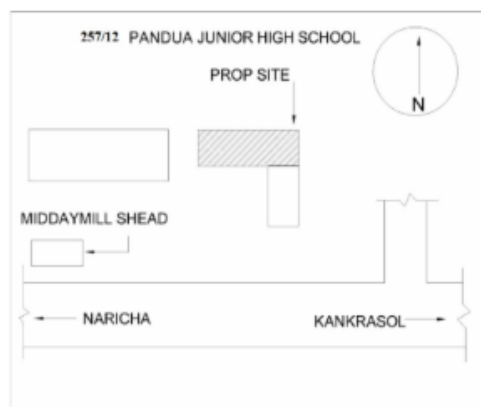 257/12 PANDUA JUNIOR HIGH SCHOOL
PROP SITE
N
MIDDAYMILL SHEAD
NARICHA
KANKRASOL